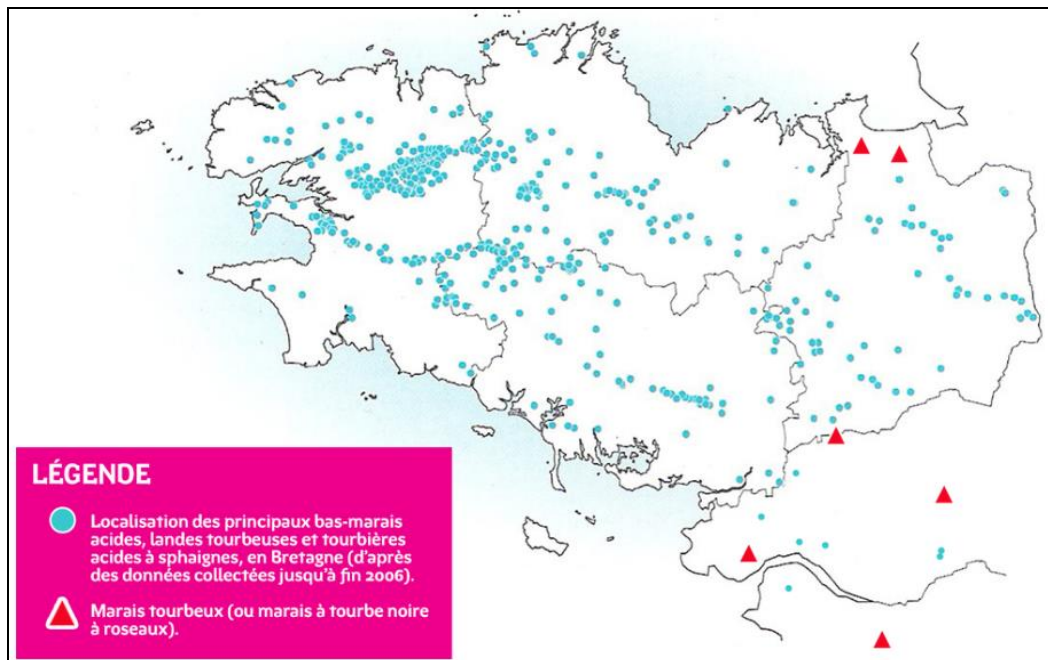 LÉGENDE
Localisation des principaux bas-marais
acides, landes tourbeuses et tourbières
acides à sphaignes, en Bretagne (d'après
des données collectées jusqu'à fin 2006).
Marais tourbeux (ou marais à tourbe noire
à roseaux).